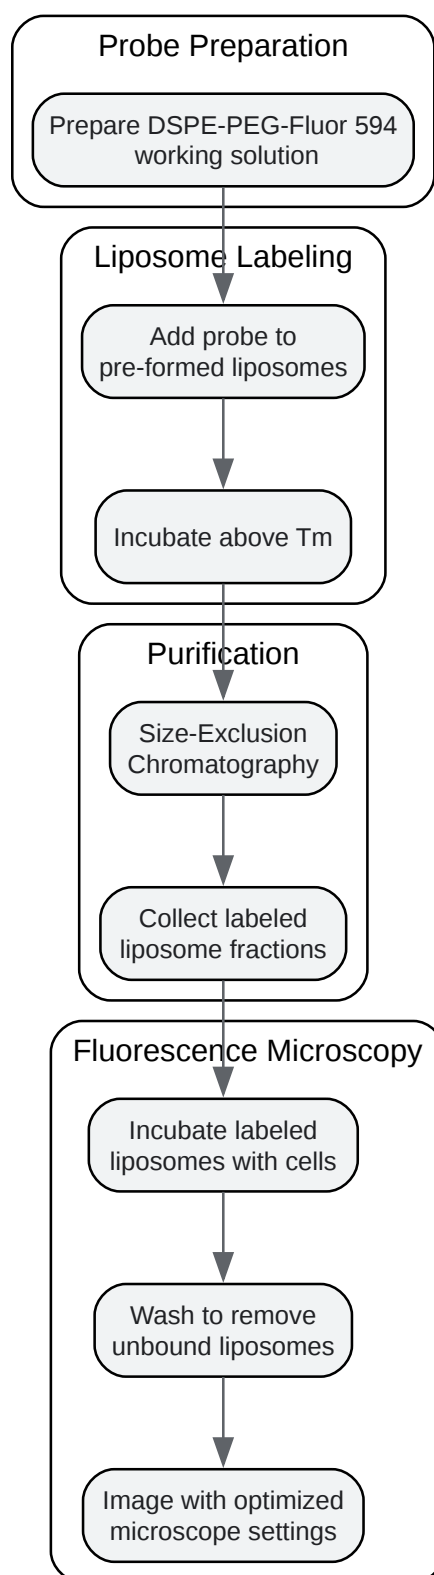 Probe Preparation
Prepare DSPE-PEG-Fluor 594
working solution
Liposome Labeling
Add probe to
pre-formed liposomes
Incubate above Tm
Purification
Size-Exclusion
Chromatography
Collect labeled
liposome fractions
Fluorescence Microscopy
Incubate labeled
liposomes with cells
Wash to remove
unbound liposomes
Image with optimized
microscope settings